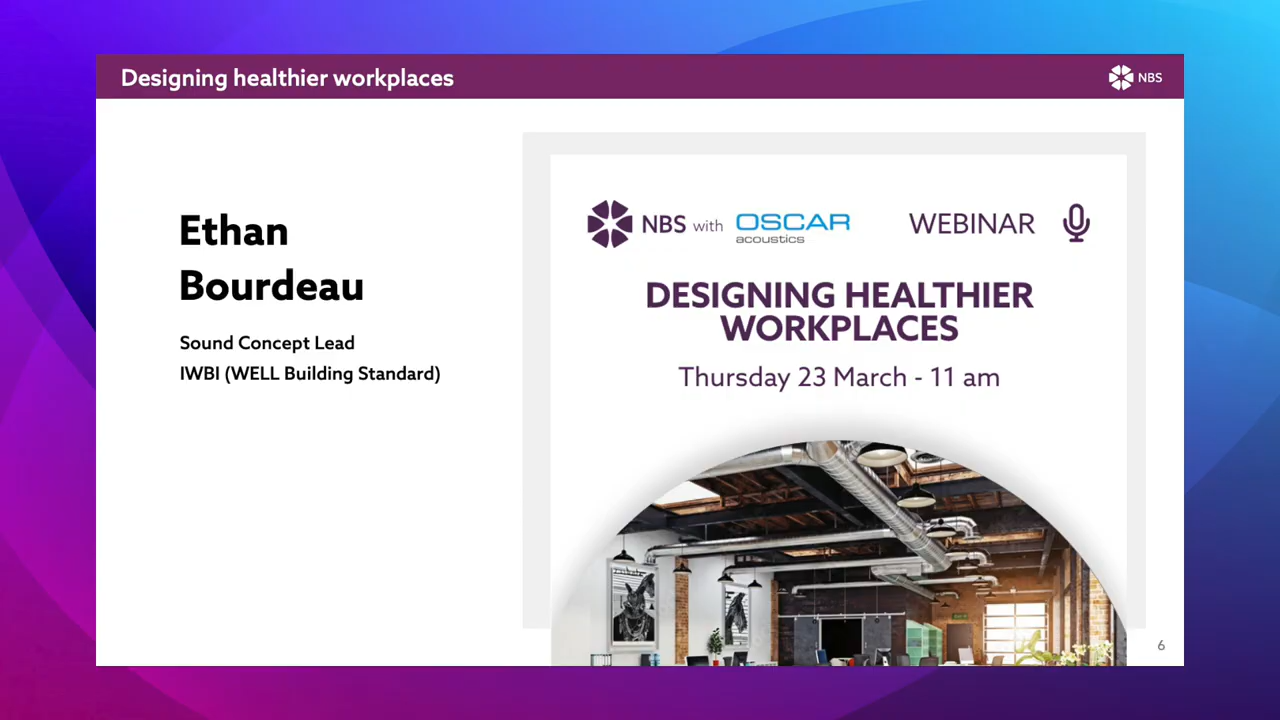 Designing healthier workplaces
NBS
Ethan
Bourdeau
Sound Concept Lead
IWBI (WELL Building Standard)
NBS with OSCAR acoustics
WEBINAR
DESIGNING HEALTHIER
WORKPLACES
Thursday 23 March - 11 am
6